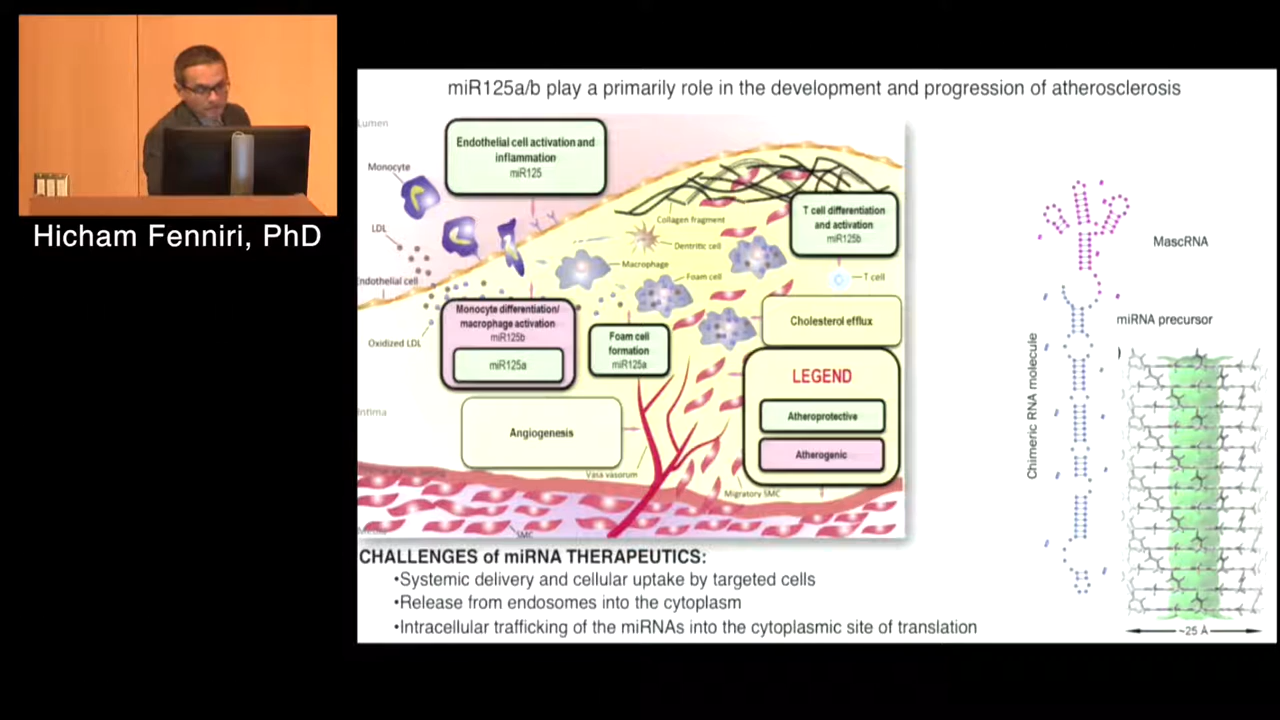 Hicham Fenniri, PhD
miR125a/b play a primarily role in the development and progression of atherosclerosis
Lumen
Monocyte
LDL
Endothelial cell
Oxidized LDL
Intima
Endothelial cell activation and
inflammation
miR125
Collagen fragment
Dentritic cell
Macrophage
Foam cell
T cell differentiation
and activation
miR125b
T cell
Monocyte differentiation/
macrophage activation
miR125b
miR125a
Foam cell
formation
miR125a
Cholesterol efflux
LEGEND
Atheroprotective
Atherogenic
Angiogenesis
Vasa vasorum
Migratory SMC
SMC
CHALLENGES of miRNA THERAPEUTICS:
•Systemic delivery and cellular uptake by targeted cells
•Release from endosomes into the cytoplasm
•Intracellular trafficking of the miRNAs into the cytoplasmic site of translation
Chimeric RNA molecule
MascRNA
miRNA precursor
)
~25 Å